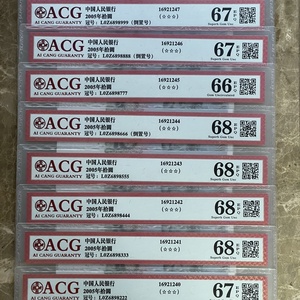 ACG
AI CANG GUARANTY
中国人民银行
2005年拾圆
冠号: L0Z6898999 (倒置号)
16921247
(☆☆☆)
67
Superb Gem Unc
ACG
AI CANG GUARANTY
中国人民银行
2005年拾圆
冠号: L0Z6898888 (倒置号)
16921246
(☆☆☆)
67
Superb Gem Unc
ACG
AI CANG GUARANTY
中国人民银行
2005年拾圆
冠号: L0Z6898777
16921245
(☆☆☆)
66
Gem Uncirculated
ACG
AI CANG GUARANTY
中国人民银行
2005年拾圆
冠号: L0Z6898666 (倒置号)
16921244
(☆☆☆)
68
Superb Gem Unc
ACG
AI CANG GUARANTY
中国人民银行
2005年拾圆
冠号: L0Z6898555
16921243
(☆☆☆)
68
Superb Gem Unc
ACG
AI CANG GUARANTY
中国人民银行
2005年拾圆
冠号: L0Z6898444
16921242
(☆☆☆)
68
Superb Gem Unc
ACG
AI CANG GUARANTY
中国人民银行
2005年拾圆
冠号: L0Z6898333
16921241
(☆☆☆)
68
Superb Gem Unc
ACG
AI CANG GUARANTY
中国人民银行
2005年拾圆
冠号: L0Z6898222
16921240
(☆☆☆)
67
Superb Gem Unc